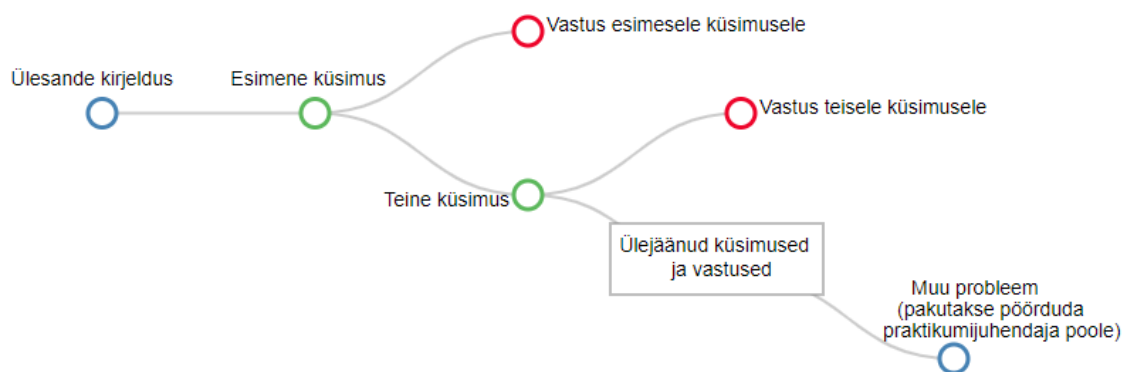 Vastus esimesele küsimusele
Ülesande kirjeldus
Esimene küsimus
Vastus teisele küsimusele
Teine küsimus
Ülejäänud küsimused
ja vastused
Muu probleem
(pakutakse pöörduda
praktikumijuhendaja poole)